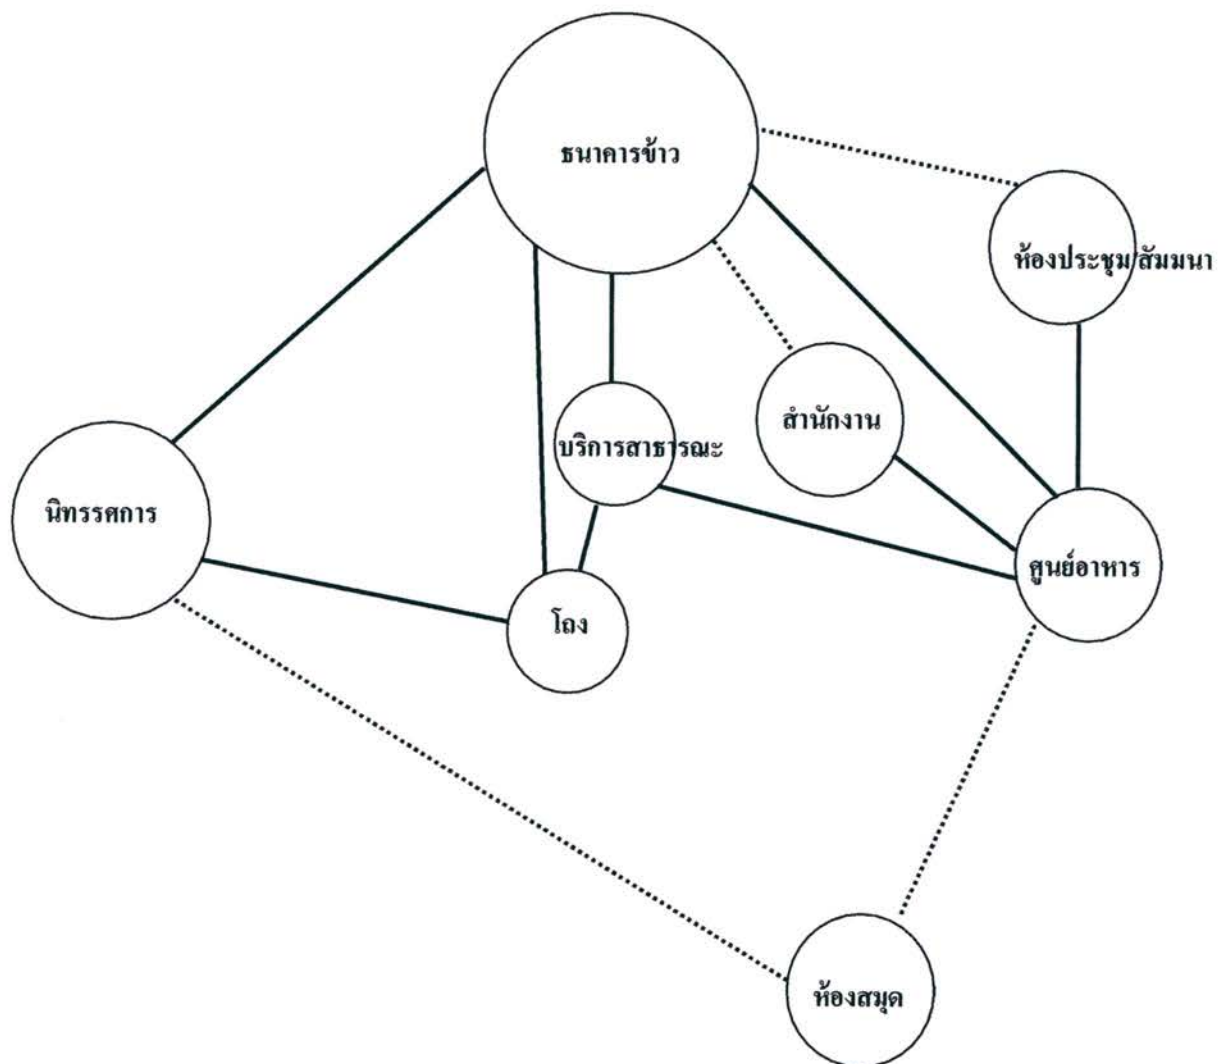 ธนาคารข้าว
ห้องประชุม/สัมมนา
สำนักงาน
บริการสาธารณะ
นิทรรศการ
ศูนย์อาหาร
โถง
ห้องสมุด